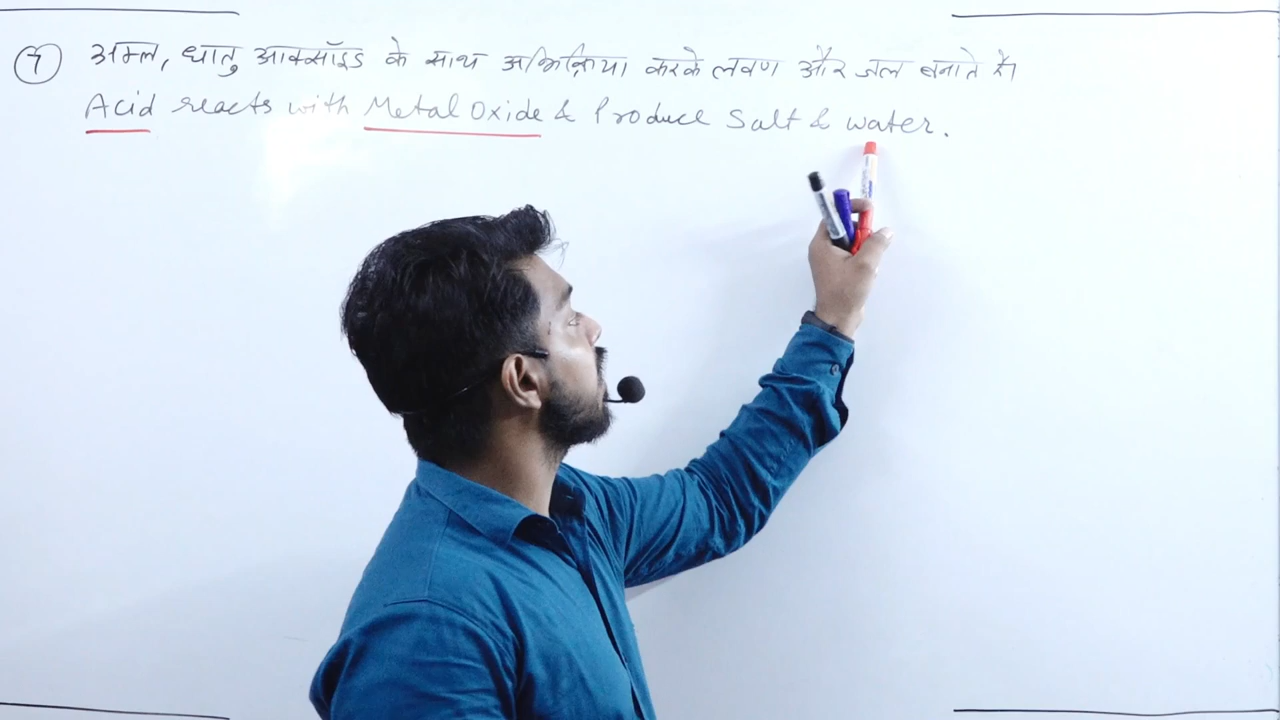 7 अम्ल, धातु आक्सॉइड के साथ अभिक्रिया करके लवण और जल बनाते हैं।
Acid reacts with Metal Oxide & Produce Salt & water.